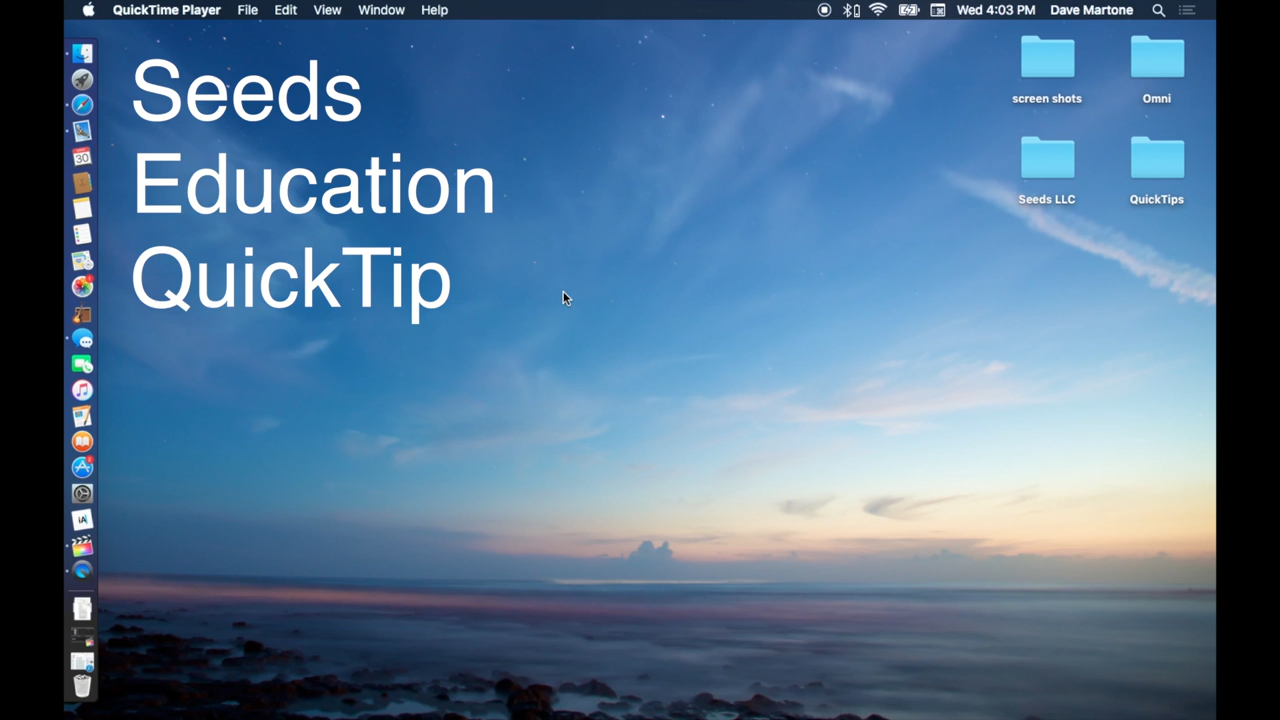 QuickTime Player File Edit View Window Help Wed 4:03 PM Dave Martone
Seeds
Education
QuickTip
screen shots Omni
Seeds LLC QuickTips
30
iA